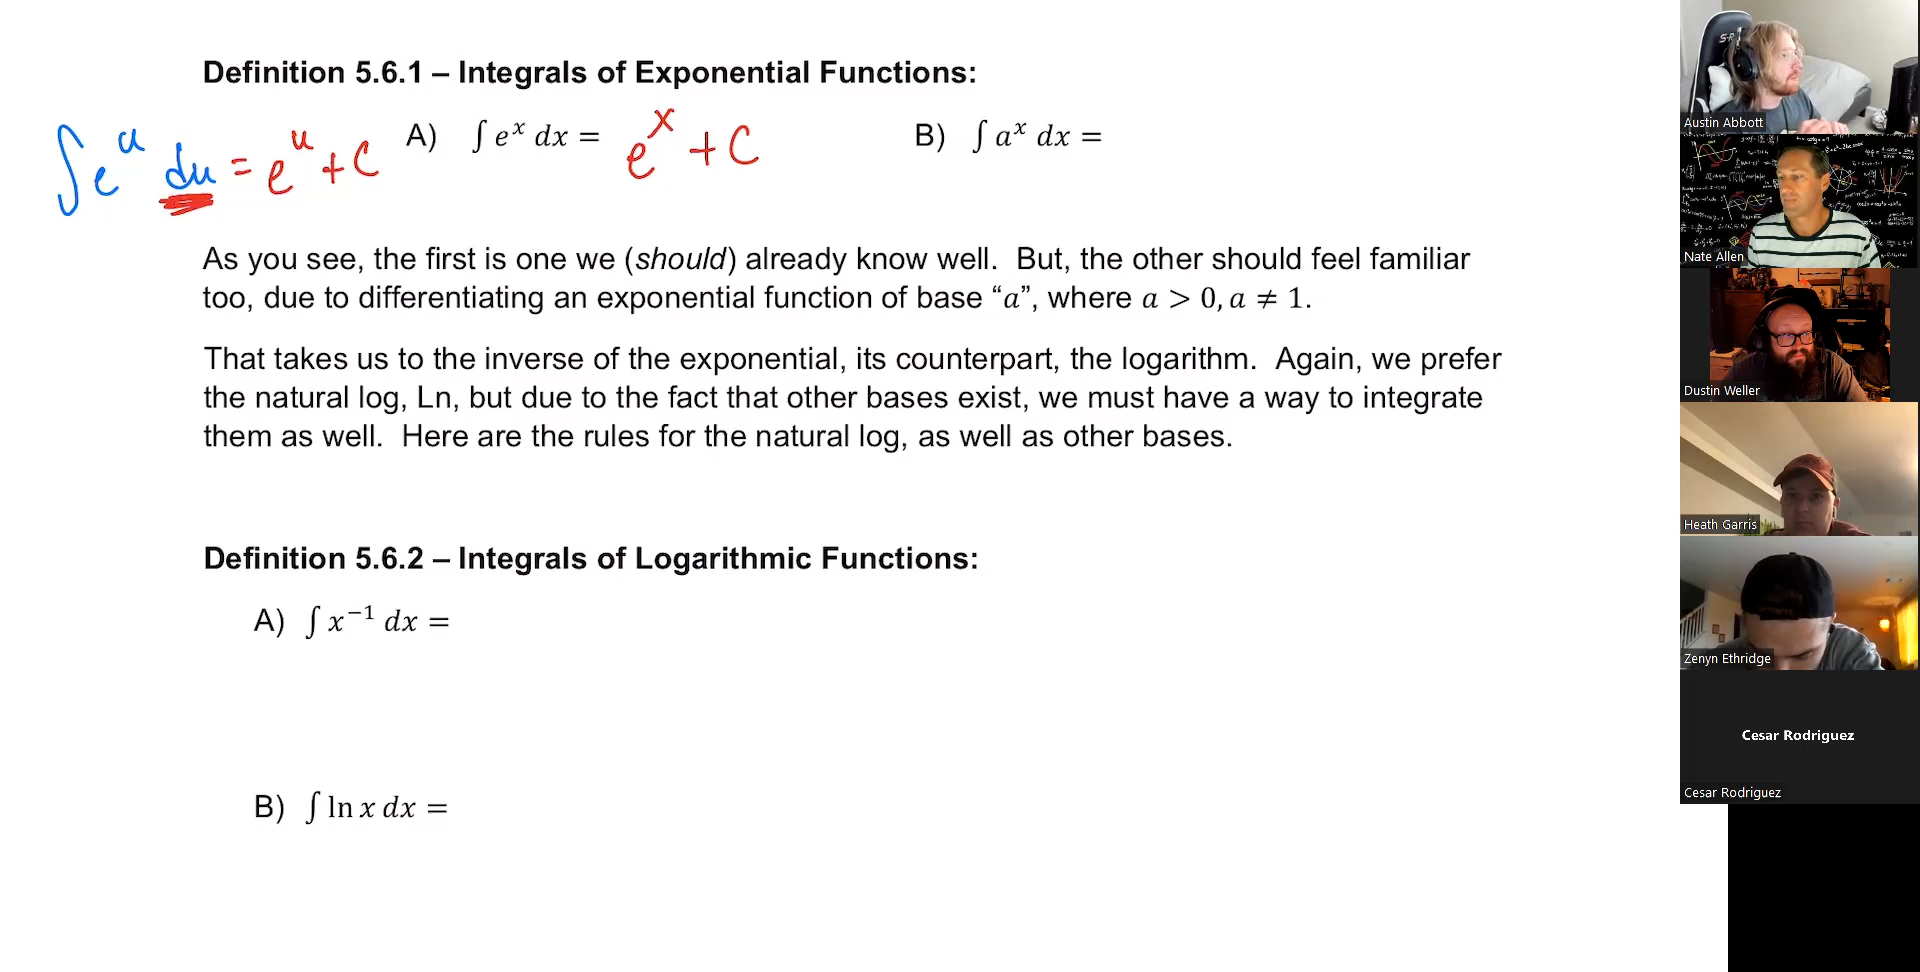 Definition 5.6.1 – Integrals of Exponential Functions:
∫e^u du = e^u + C
A) ∫ e^x dx = e^x + C
B) ∫ a^x dx =
As you see, the first is one we (should) already know well. But, the other should feel familiar
too, due to differentiating an exponential function of base “a”, where a > 0, a ≠ 1.
That takes us to the inverse of the exponential, its counterpart, the logarithm. Again, we prefer
the natural log, Ln, but due to the fact that other bases exist, we must have a way to integrate
them as well. Here are the rules for the natural log, as well as other bases.
Definition 5.6.2 – Integrals of Logarithmic Functions:
A) ∫ x^−1 dx =
B) ∫ ln x dx =
Austin Abbott
Nate Allen
Dustin Weller
Heath Garris
Zenyn Ethridge
Cesar Rodriguez
Cesar Rodriguez